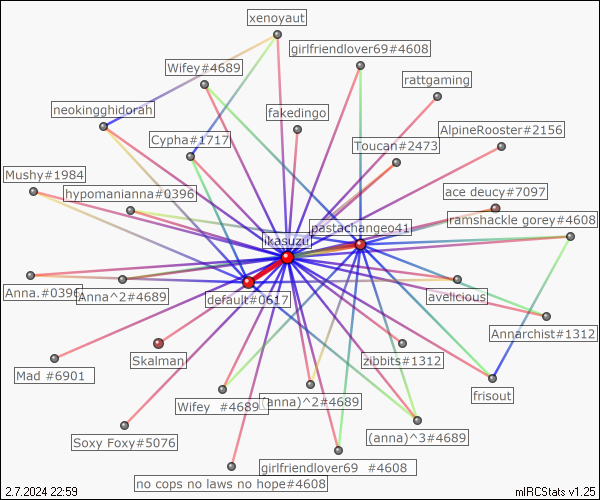 xenoyaut
girlfriendlover69#4608
Wifey#4689
rattgaming
neokingghidorah
fakedingo
Cypha#1717
Toucan#2473
AlpineRooster#2156
Mushy#1984
hypomanianna#0396
ace deucy#7097
pastachangeo41
ramshackle gorey#4608
ikasuzu
Anna.#0396
Anna^2#4689
default#0617
avelicious
Annarchist#1312
Skalman
zibbits#1312
Mad #6901
frisout
Wifey  #4689
(anna)^2#4689
Soxy Foxy#5076
(anna)^3#4689
girlfriendlover69  #4608
no cops no laws no hope#4608
2.7.2024 22:59
mIRCStats v1.25